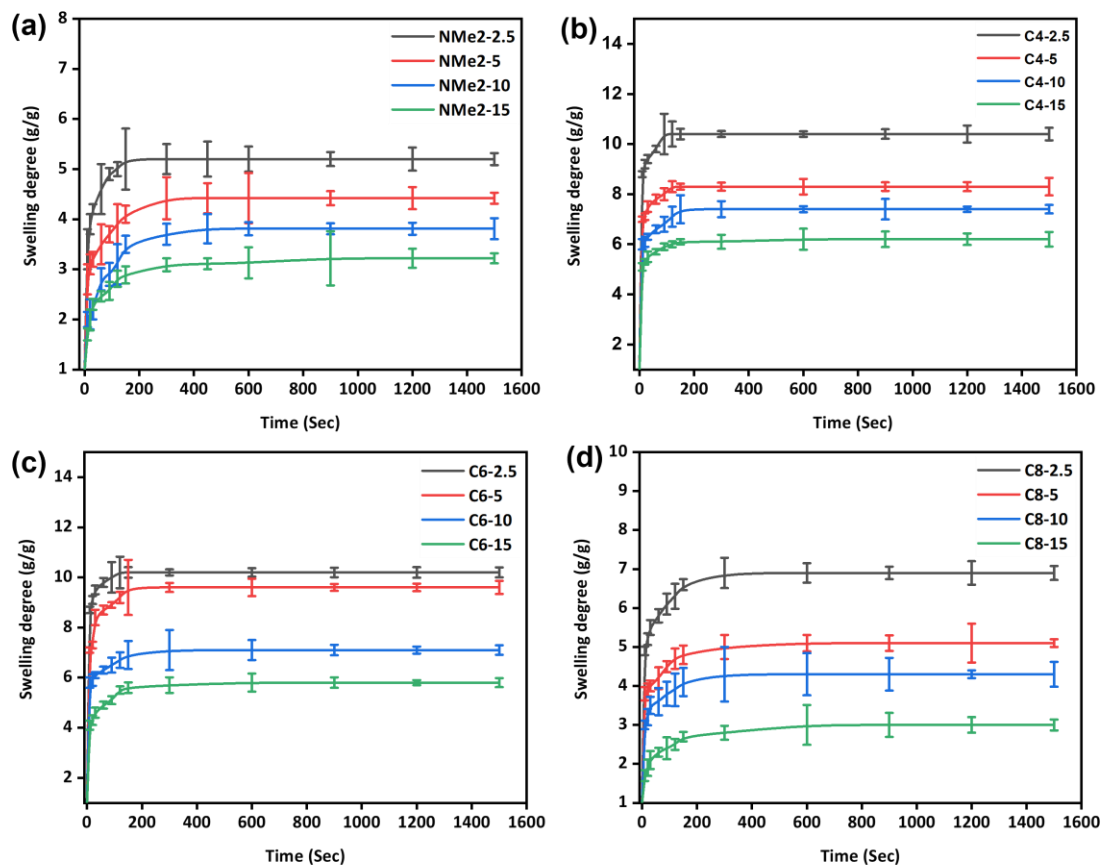 (a)
8
7
6
5
4
3
2
1
Swelling degree (g/g)
NMe2-2.5
NMe2-5
NMe2-10
NMe2-15
0 200 400 600 800 1000 1200 1400 1600
Time (Sec)
(b)
14
12
10
8
6
4
2
Swelling degree (g/g)
C4-2.5
C4-5
C4-10
C4-15
0 200 400 600 800 1000 1200 1400 1600
Time (Sec)
(c)
14
12
10
8
6
4
2
Swelling degree (g/g)
C6-2.5
C6-5
C6-10
C6-15
0 200 400 600 800 1000 1200 1400 1600
Time (Sec)
(d)
10
9
8
7
6
5
4
3
2
1
Swelling degree (g/g)
C8-2.5
C8-5
C8-10
C8-15
0 200 400 600 800 1000 1200 1400 1600
Time (Sec)